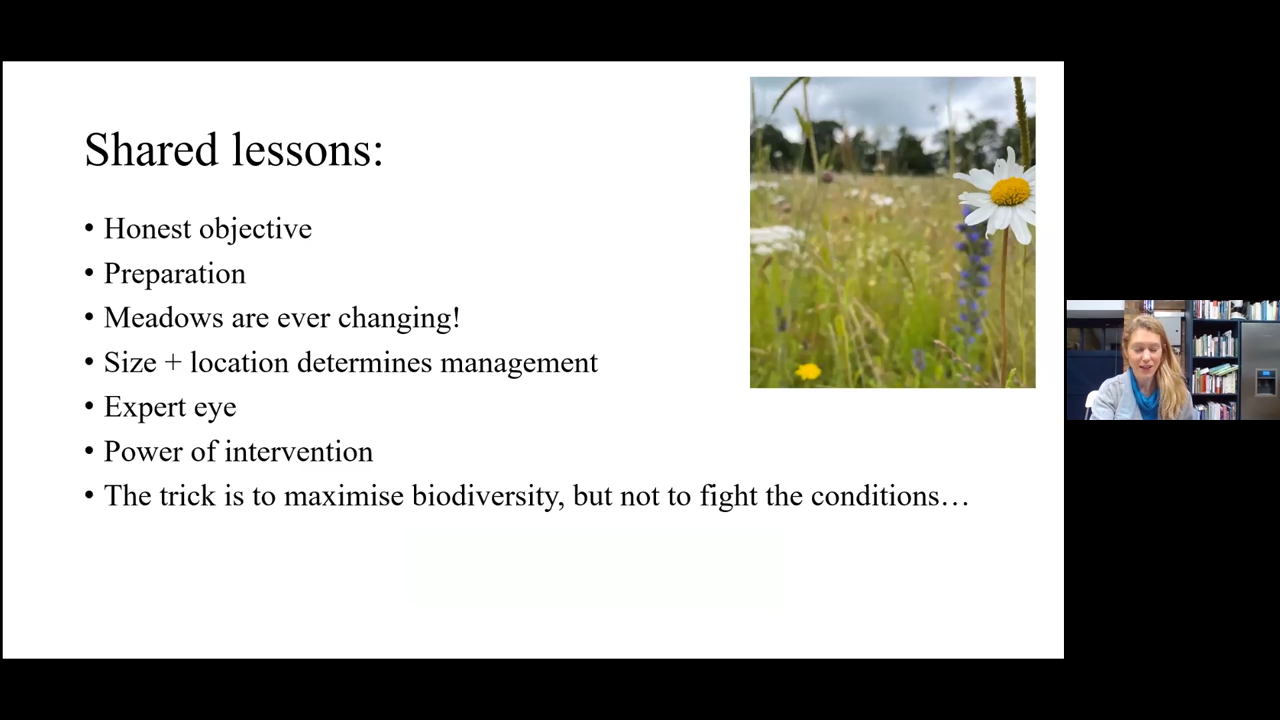 Shared lessons:
• Honest objective
• Preparation
• Meadows are ever changing!
• Size + location determines management
• Expert eye
• Power of intervention
• The trick is to maximise biodiversity, but not to fight the conditions…